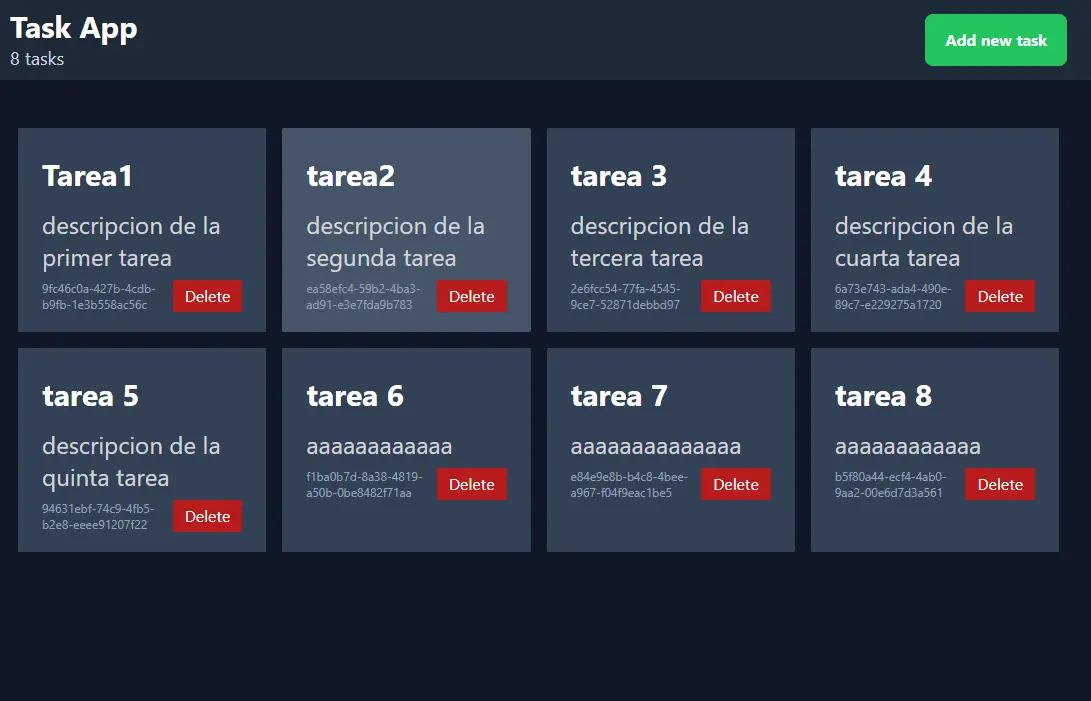 Task App
8 tasks
Add new task
Tarea1
descripcion de la
primer tarea
9fc46c0a-427b-4cdb-
b9fb-1e3b558ac56c
Delete
tarea2
descripcion de la
segunda tarea
ea58efc4-59b2-4ba3-
ad91-e3e7fda9b783
Delete
tarea 3
descripcion de la
tercera tarea
2e6fcc54-77fa-4545-
9ce7-52871debbd97
Delete
tarea 4
descripcion de la
cuarta tarea
6a73e743-ada4-490e-
89c7-e229275a1720
Delete
tarea 5
descripcion de la
quinta tarea
94631ebf-74c9-4fb5-
b2e8-eeee91207f22
Delete
tarea 6
aaaaaaaaaaaa
f1ba0b7d-8a38-4819-
a50b-0be8482f71aa
Delete
tarea 7
aaaaaaaaaaaaaa
e84e9e8b-b4c8-4bee-
a967-f04f9eac1be5
Delete
tarea 8
aaaaaaaaaaaa
b5f80a44-ecf4-4ab0-
9aa2-00e6d7d3a561
Delete